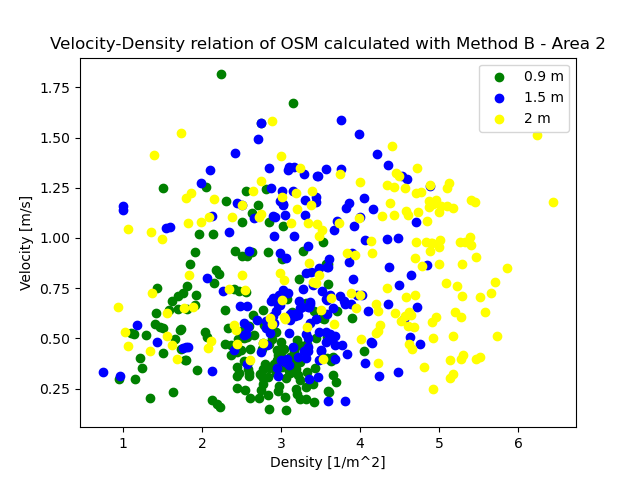 Velocity-Density relation of OSM calculated with Method B - Area 2
0.9 m
1.5 m
2 m
Velocity [m/s]
1.75
1.50
1.25
1.00
0.75
0.50
0.25
1 2 3 4 5 6
Density [1/m^2]